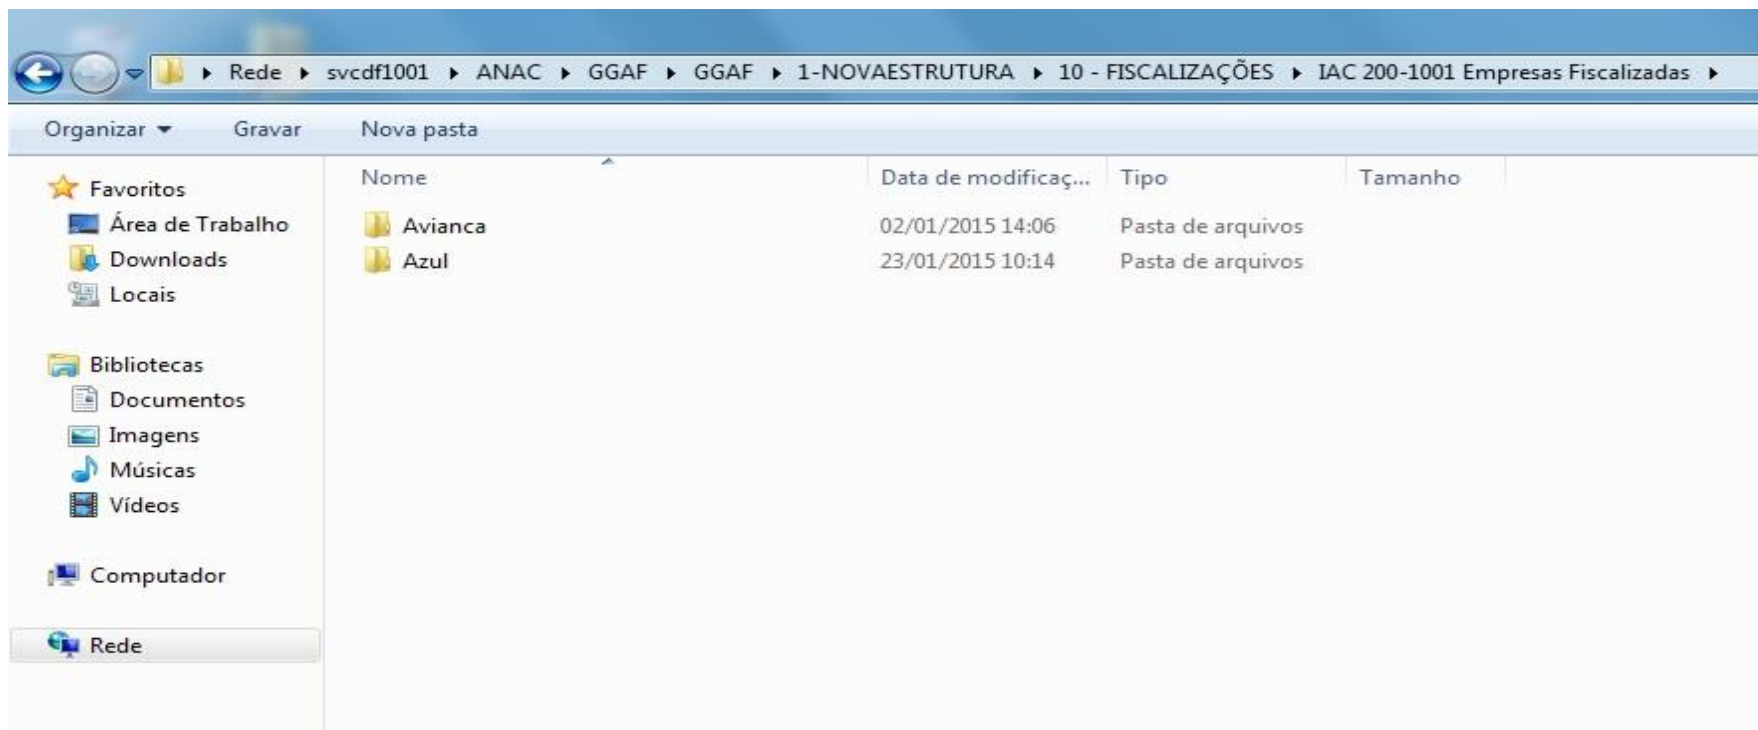 Rede svcdf1001 ANAC GGAF GGAF 1-NOVAESTRUTURA 10 - FISCALIZAÇÕES IAC 200-1001 Empresas Fiscalizadas
Organizar Gravar Nova pasta
Favoritos
Área de Trabalho
Downloads
Locais
Bibliotecas
Documentos
Imagens
Músicas
Vídeos
Computador
Rede
Nome Data de modificaç... Tipo Tamanho
Avianca 02/01/2015 14:06 Pasta de arquivos
Azul 23/01/2015 10:14 Pasta de arquivos